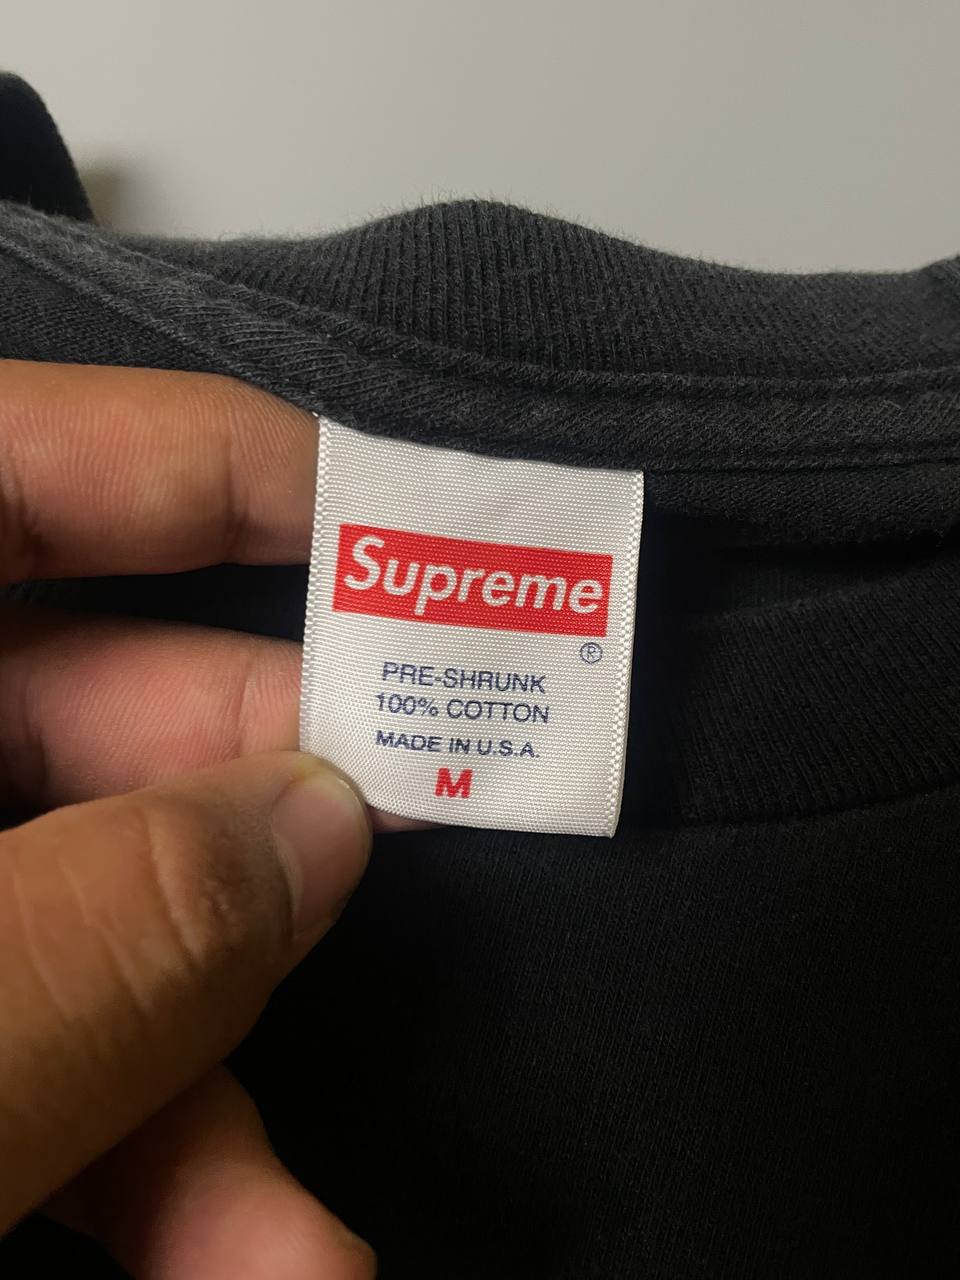 Supreme
®
PRE-SHRUNK
100% COTTON
MADE IN U.S.A.
M